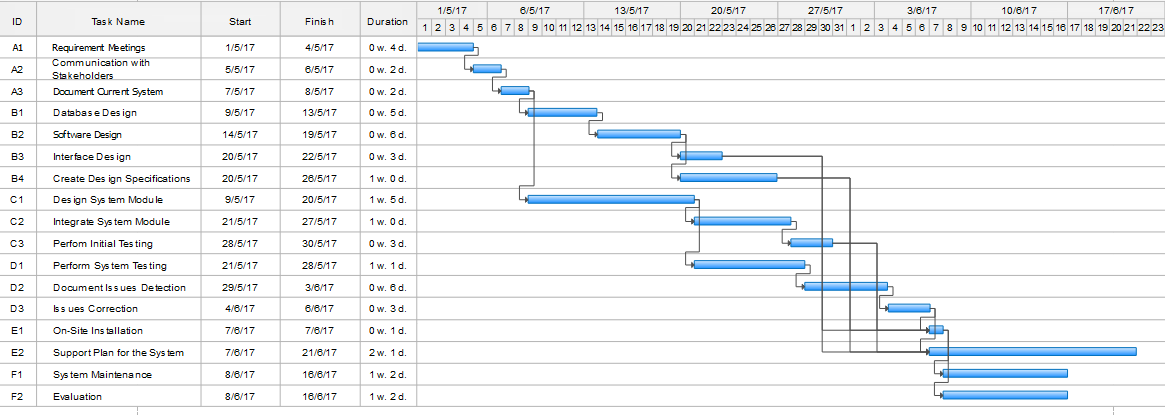 ID Task Name Start Finish Duration 1/5/17 6/5/17 13/5/17 20/5/17 27/5/17 3/6/17 10/6/17 17/6/17
1 2 3 4 5 6 7 8 9 10 11 12 13 14 15 16 17 18 19 20 21 22 23 24 25 26 27 28 29 30 31 1 2 3 4 5 6 7 8 9 10 11 12 13 14 15 16 17 18 19 20 21 22 23
A1 Requirement Meetings 1/5/17 4/5/17 0 w. 4 d.
A2 Communication with Stakeholders 5/5/17 6/5/17 0 w. 2 d.
A3 Document Current System 7/5/17 8/5/17 0 w. 2 d.
B1 Database Design 9/5/17 13/5/17 0 w. 5 d.
B2 Software Design 14/5/17 19/5/17 0 w. 6 d.
B3 Interface Design 20/5/17 22/5/17 0 w. 3 d.
B4 Create Design Specifications 20/5/17 26/5/17 1 w. 0 d.
C1 Design System Module 9/5/17 20/5/17 1 w. 5 d.
C2 Integrate System Module 21/5/17 27/5/17 1 w. 0 d.
C3 Perfom Initial Testing 28/5/17 30/5/17 0 w. 3 d.
D1 Perform System Testing 21/5/17 28/5/17 1 w. 1 d.
D2 Document Issues Detection 29/5/17 3/6/17 0 w. 6 d.
D3 Issues Correction 4/6/17 6/6/17 0 w. 3 d.
E1 On-Site Installation 7/6/17 7/6/17 0 w. 1 d.
E2 Support Plan for the System 7/6/17 21/6/17 2 w. 1 d.
F1 System Maintenance 8/6/17 16/6/17 1 w. 2 d.
F2 Evaluation 8/6/17 16/6/17 1 w. 2 d.